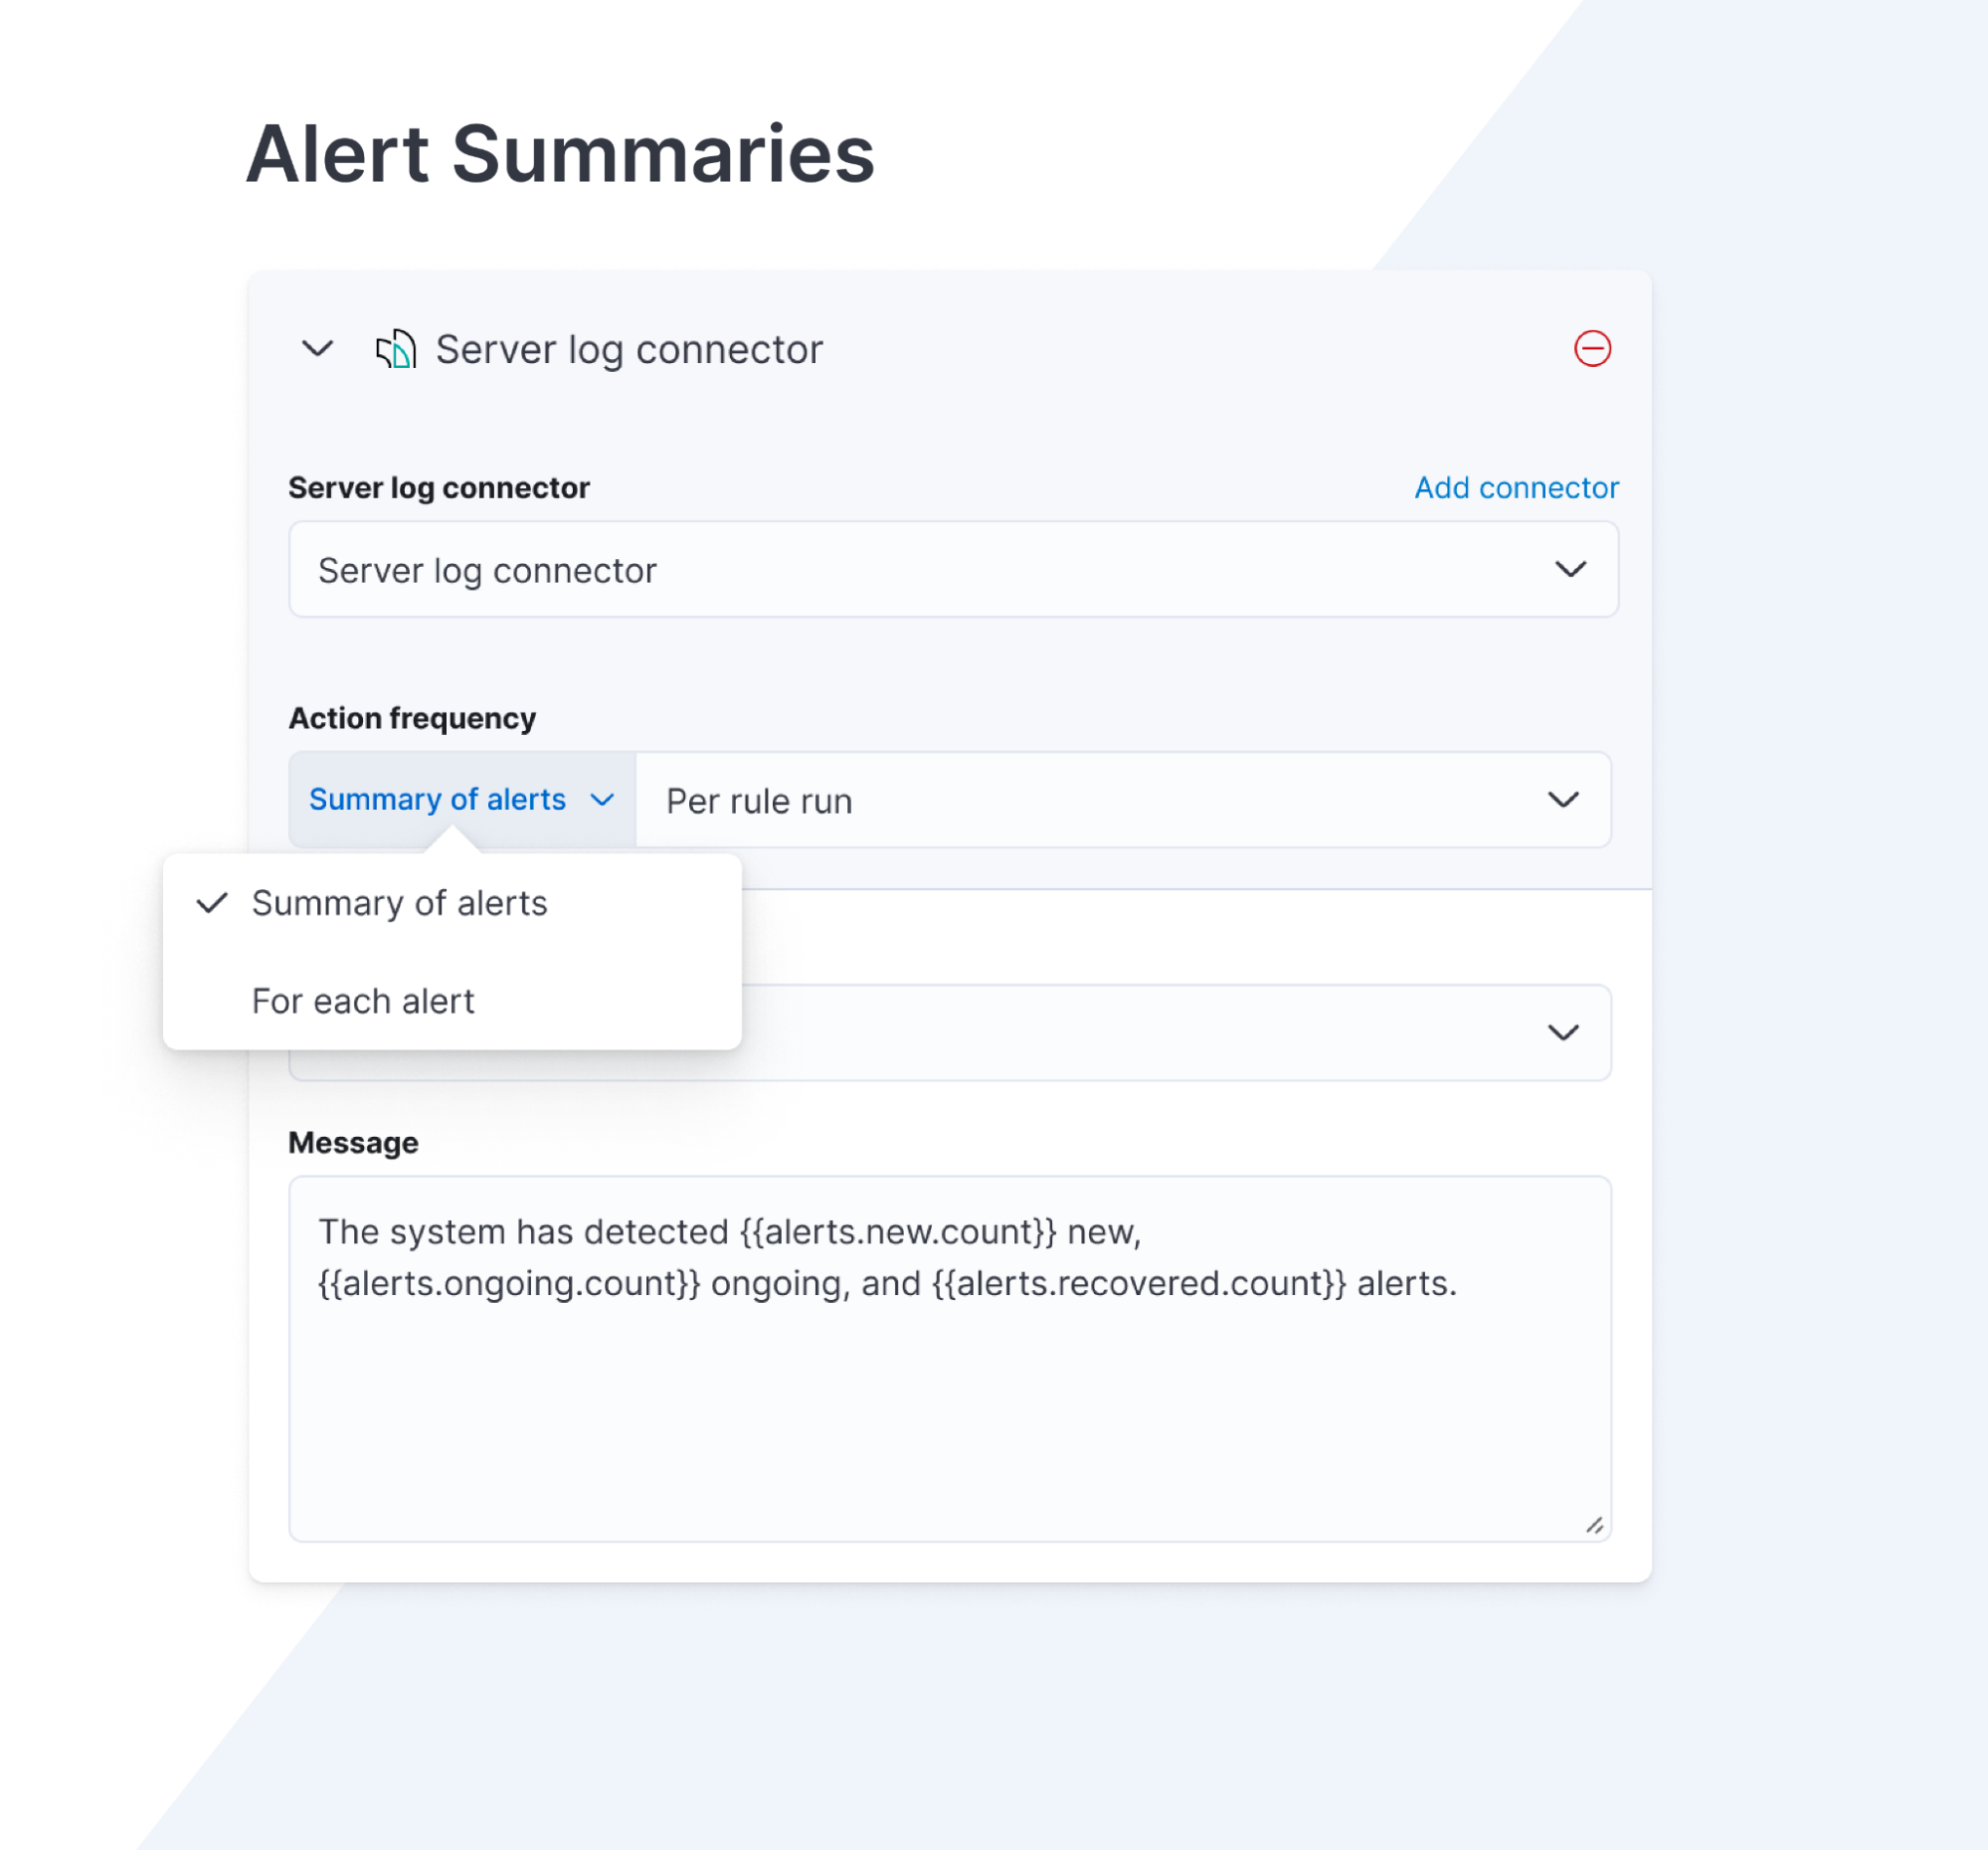 Alert Summaries
Server log connector
Server log connector
Add connector
Server log connector
Action frequency
Summary of alerts
Per rule run
Summary of alerts
For each alert
Message
The system has detected {{alerts.new.count}} new,
{{alerts.ongoing.count}} ongoing, and {{alerts.recovered.count}} alerts.